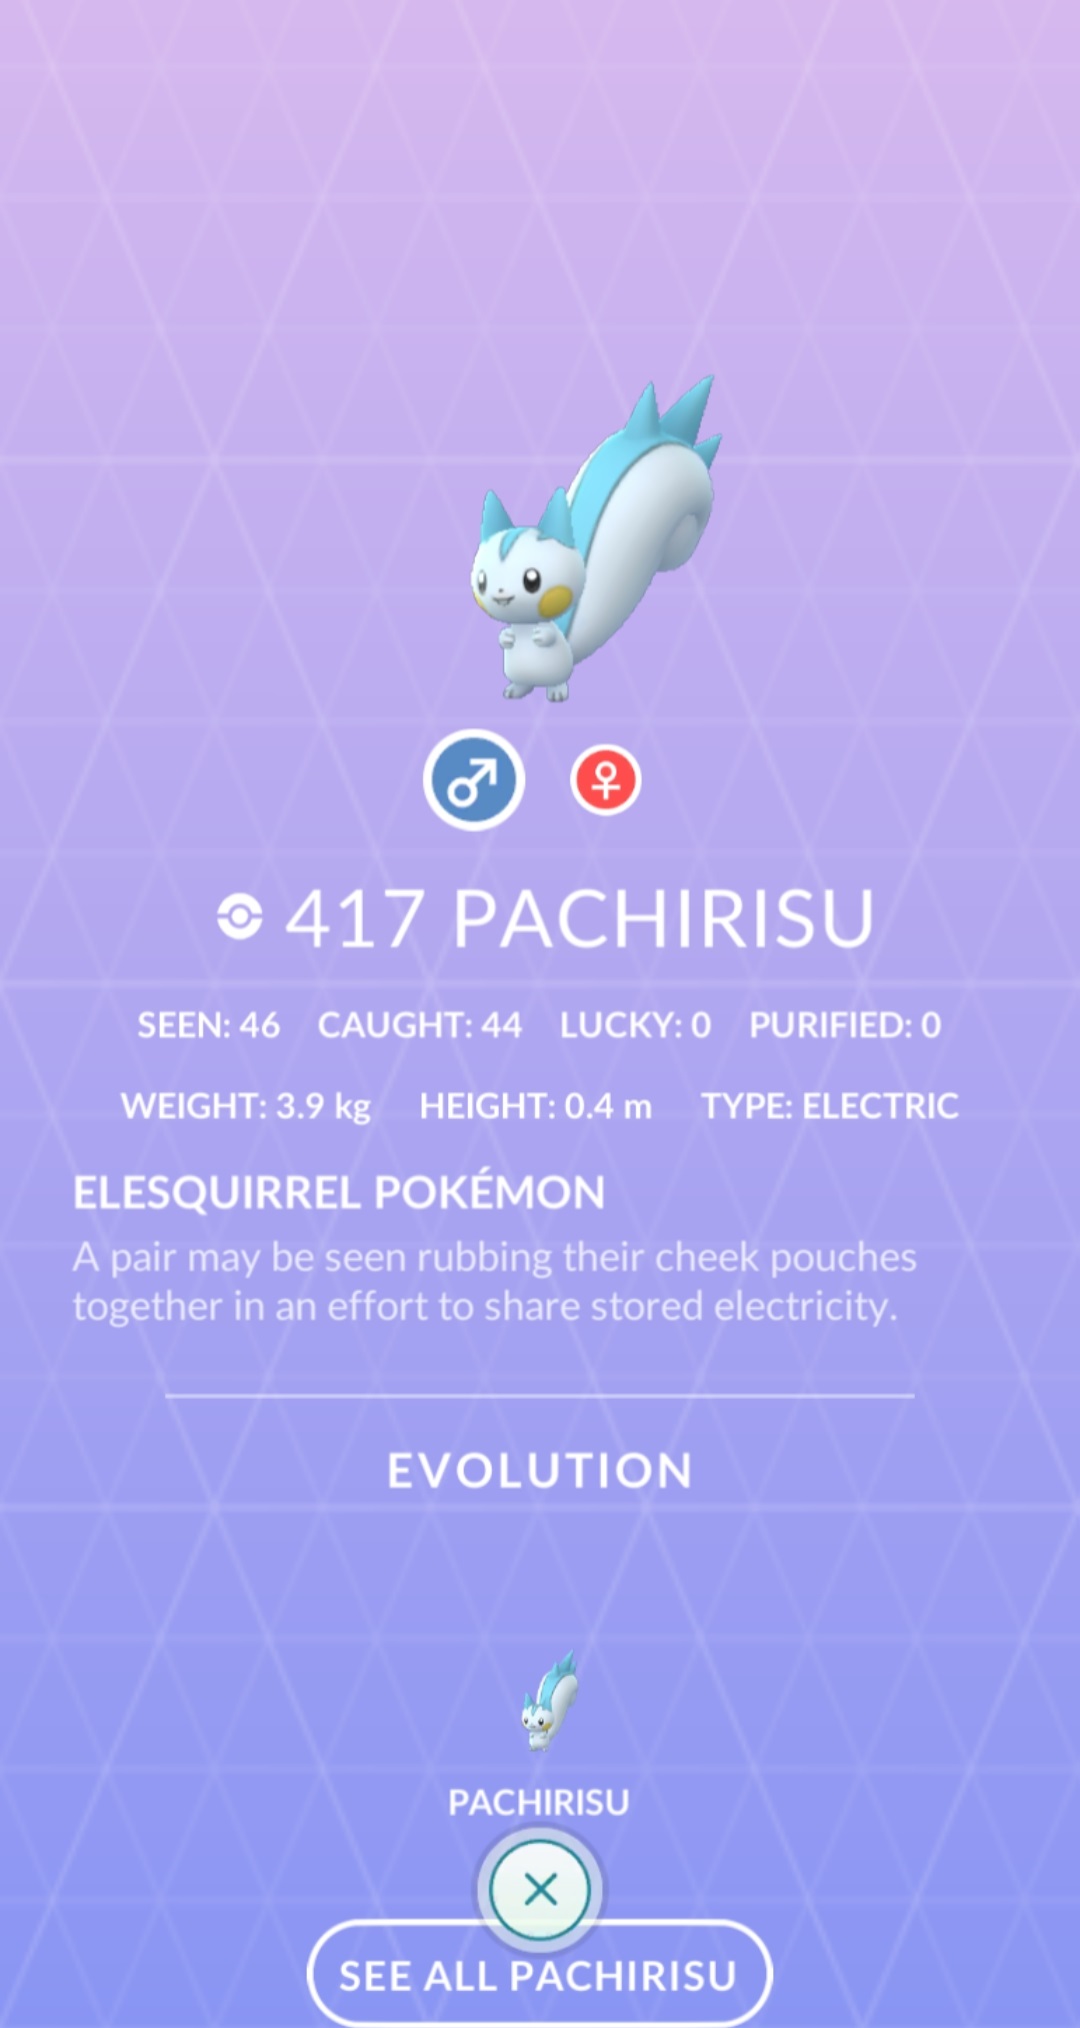 417 PACHIRISU
SEEN: 46 CAUGHT: 44 LUCKY: 0 PURIFIED: 0
WEIGHT: 3.9 kg HEIGHT: 0.4 m TYPE: ELECTRIC
ELESQUIRREL POKÉMON
A pair may be seen rubbing their cheek pouches
together in an effort to share stored electricity.
EVOLUTION
PACHIRISU
SEE ALL PACHIRISU